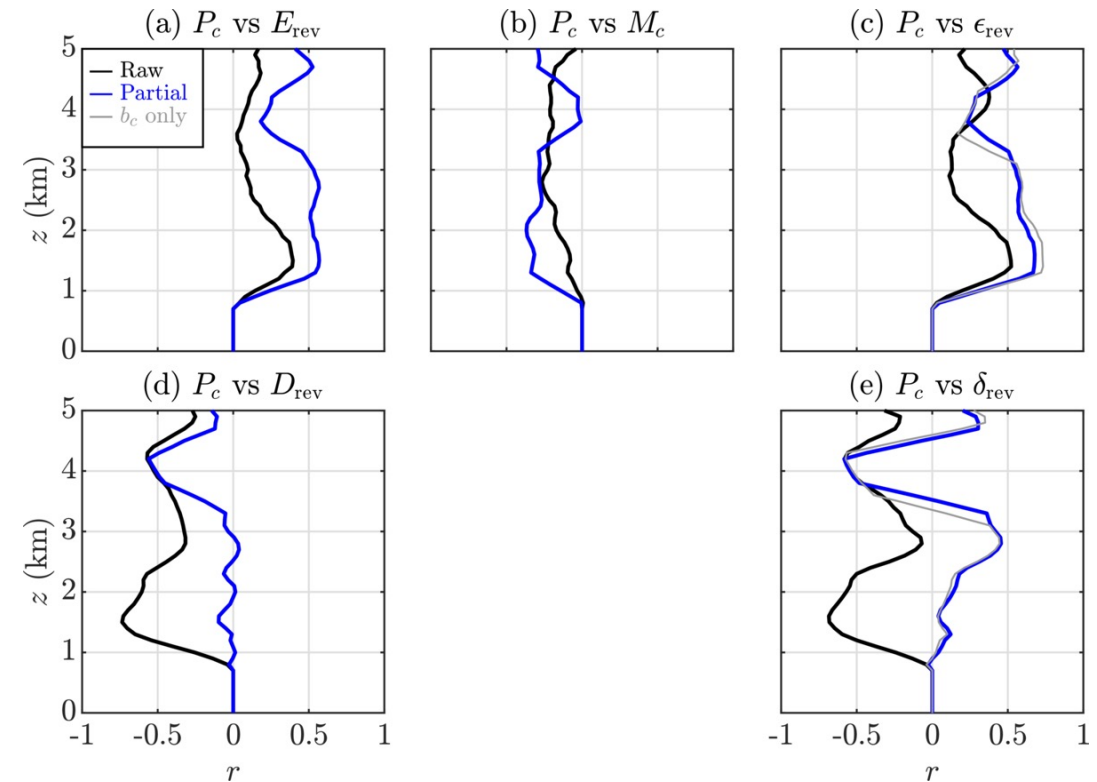 (a) P_c vs E_rev
(b) P_c vs M_c
(c) P_c vs ϵ_rev
5
4
3
2
1
0
z (km)
Raw
Partial
b_c only
(d) P_c vs D_rev
(e) P_c vs δ_rev
5
4
3
2
1
0
z (km)
-1 -0.5 0 0.5 1
r
-1 -0.5 0 0.5 1
r